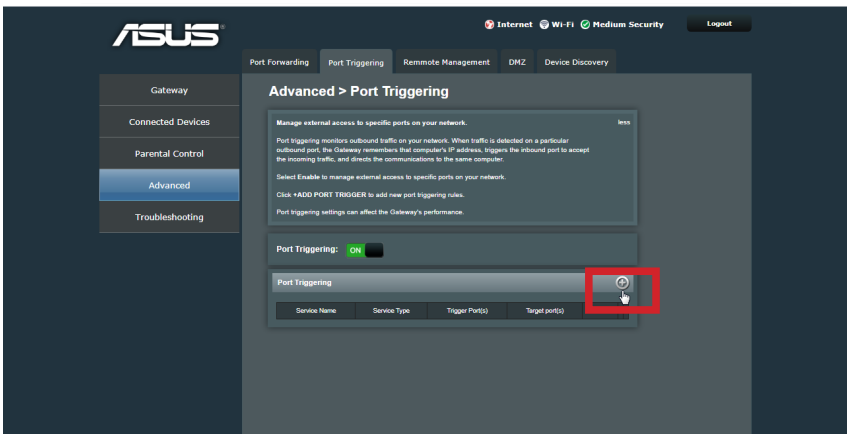 ASUS
Internet Wi-Fi Medium Security
Logout
Port Forwarding Port Triggering Remmote Management DMZ Device Discovery
Gateway
Connected Devices
Parental Control
Advanced
Troubleshooting
Advanced > Port Triggering
Manage external access to specific ports on your network. less
Port triggering monitors outbound traffic on your network. When traffic is detected on a particular
outbound port, the Gateway remembers that computer's IP address, triggers the inbound port to accept
the incoming traffic, and directs the communications to the same computer.
Select Enable to manage external access to specific ports on your network.
Click +ADD PORT TRIGGER to add new port triggering rules.
Port triggering settings can affect the Gateway's performance.
Port Triggering: ON
Port Triggering
Service Name Service Type Trigger Port(s) Target port(s)